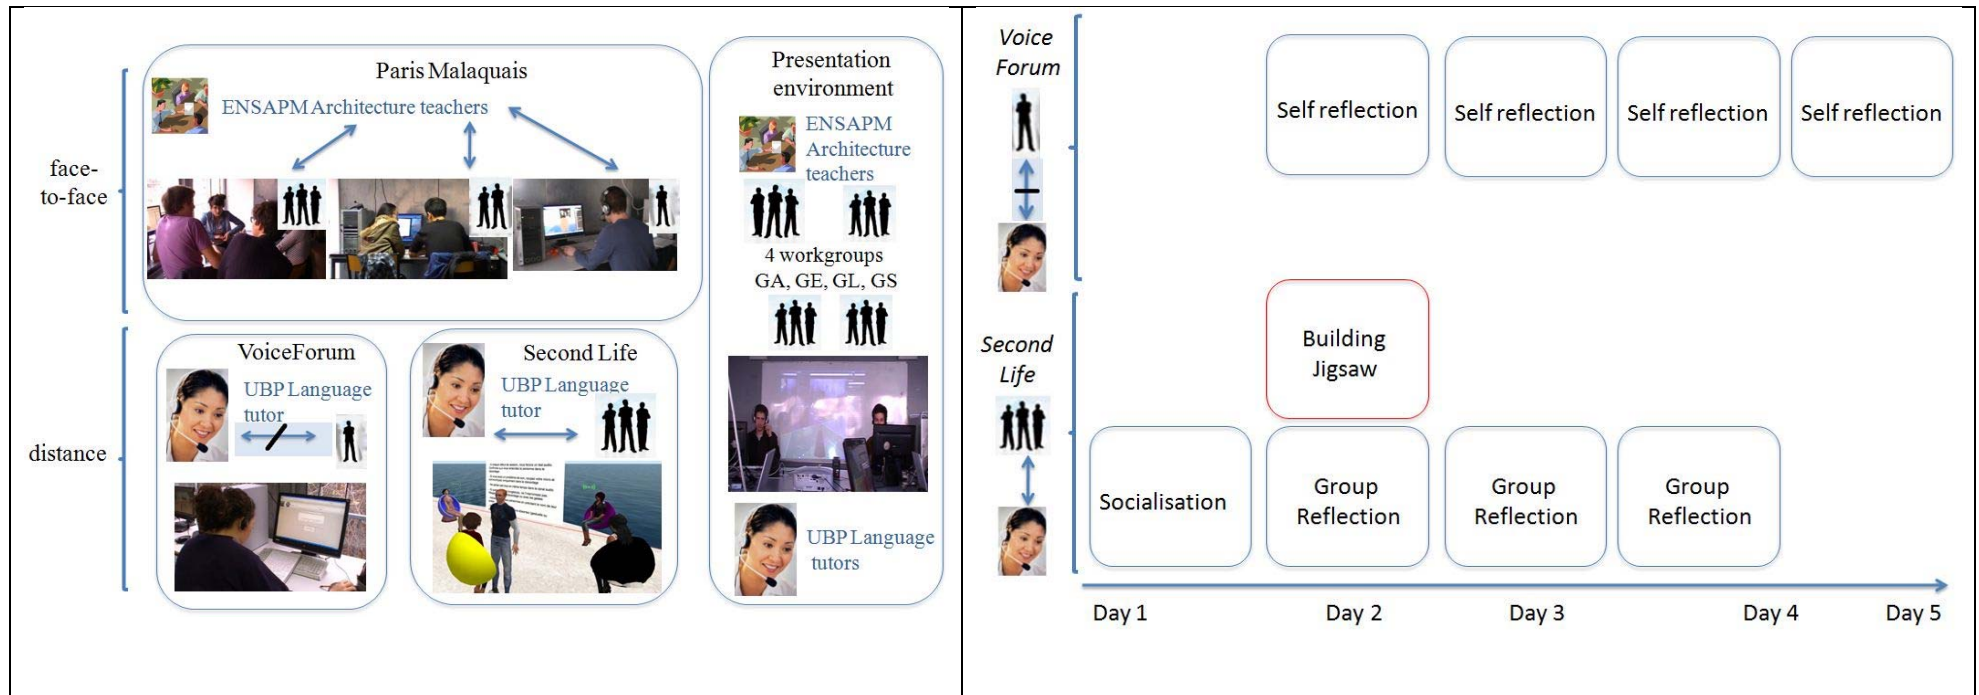 face-
to-face
distance
Paris Malaquais
ENSAPM Architecture teachers
VoiceForum
UBP Language
tutor
Second Life
UBP Language
tutor
Presentation
environment
ENSAPM
Architecture
teachers
4 workgroups
GA, GE, GL, GS
UBP Language
tutors
Voice
Forum
Self reflection
Self reflection
Self reflection
Self reflection
Second
Life
Building
Jigsaw
Socialisation
Group
Reflection
Group
Reflection
Group
Reflection
Day 1
Day 2
Day 3
Day 4
Day 5